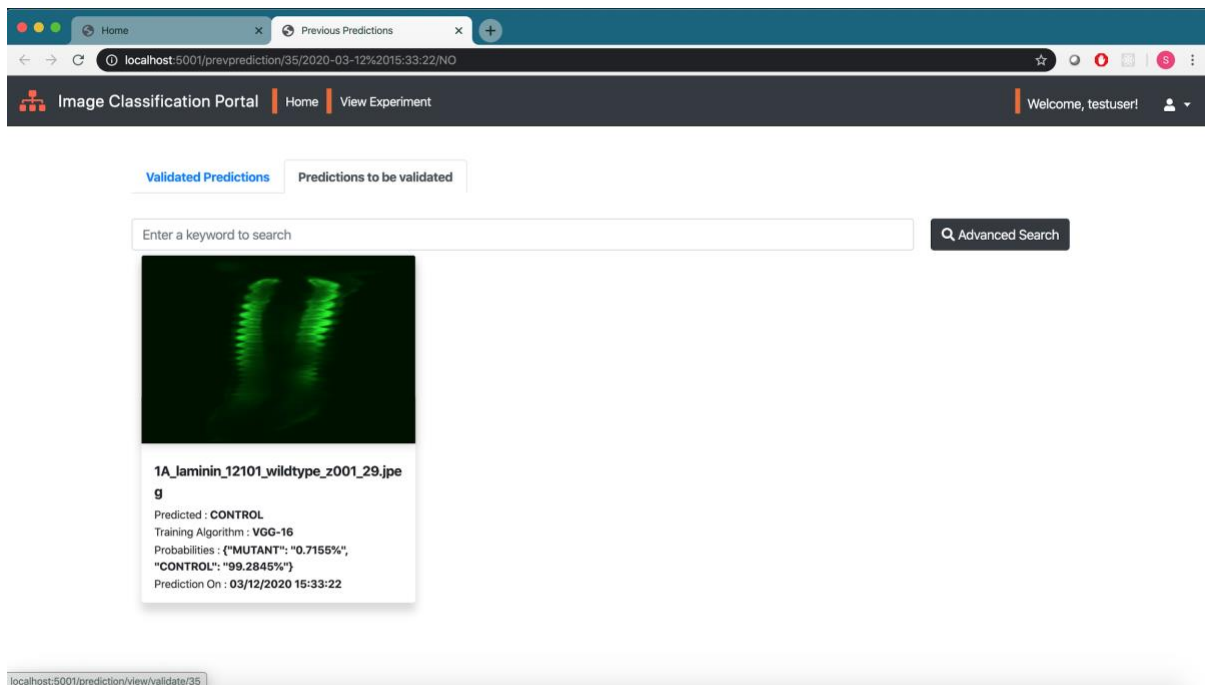 Home ×
Previous Predictions ×
localhost:5001/prevprediction/35/2020-03-12%2015:33:22/NO
S
Image Classification Portal Home View Experiment Welcome, testuser!
Validated Predictions Predictions to be validated
Enter a keyword to search Advanced Search
1A_laminin_12101_wildtype_z001_29.jpe
g
Predicted : CONTROL
Training Algorithm : VGG-16
Probabilities : {"MUTANT": "0.7155%",
"CONTROL": "99.2845%"}
Prediction On : 03/12/2020 15:33:22
localhost:5001/prediction/view/validate/35